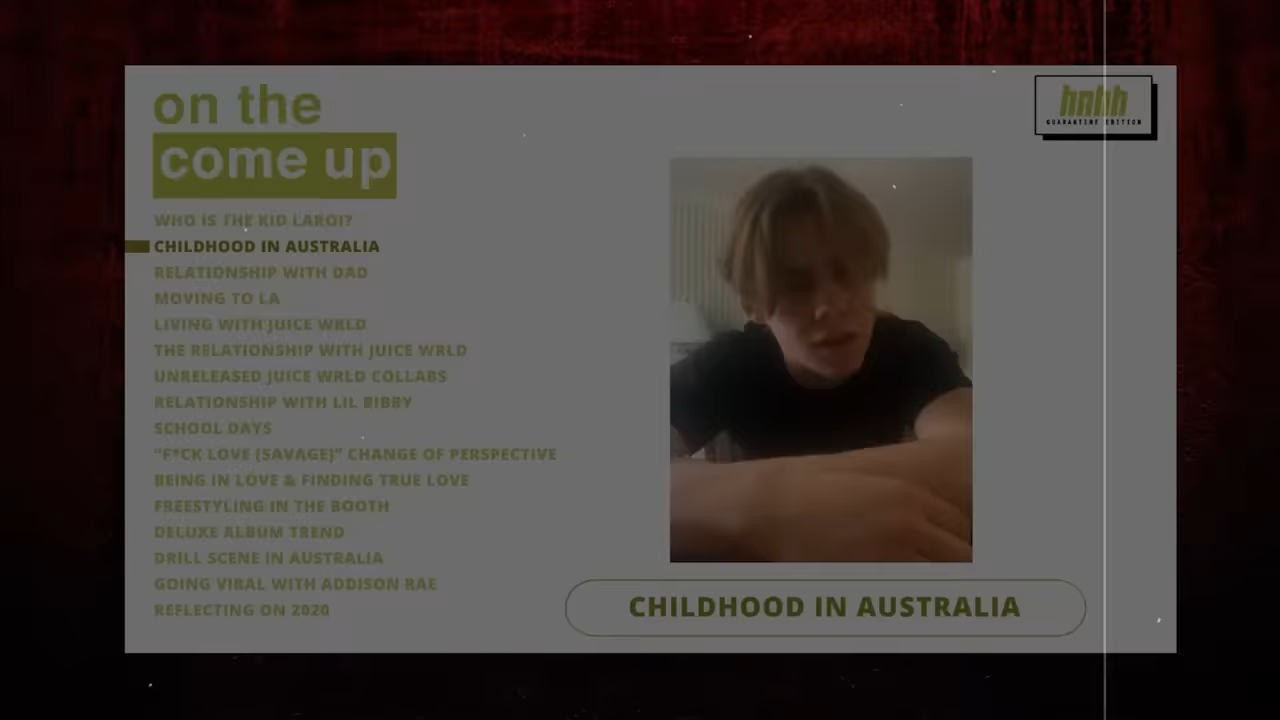 on the
come up
WHO IS THE KID LAROI?
CHILDHOOD IN AUSTRALIA
RELATIONSHIP WITH DAD
MOVING TO LA
LIVING WITH JUICE WRLD
THE RELATIONSHIP WITH JUICE WRLD
UNRELEASED JUICE WRLD COLLABS
RELATIONSHIP WITH LIL BIBBY
SCHOOL DAYS
“F*CK LOVE (SAVAGE)” CHANGE OF PERSPECTIVE
BEING IN LOVE & FINDING TRUE LOVE
FREESTYLING IN THE BOOTH
DELUXE ALBUM TREND
DRILL SCENE IN AUSTRALIA
GOING VIRAL WITH ADDISON RAE
REFLECTING ON 2020
hnhh
QUARANTINE EDITION
CHILDHOOD IN AUSTRALIA